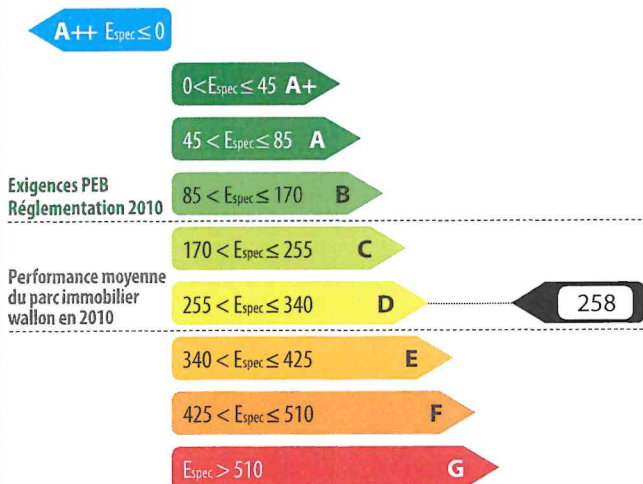 A++ Espec ≤ 0
0 < Espec ≤ 45 A+
45 < Espec ≤ 85 A
Exigences PEB
Réglementation 2010
85 < Espec ≤ 170 B
170 < Espec ≤ 255 C
Performance moyenne
du parc immobilier
wallon en 2010
255 < Espec ≤ 340 D
258
340 < Espec ≤ 425 E
425 < Espec ≤ 510 F
Espec > 510 G